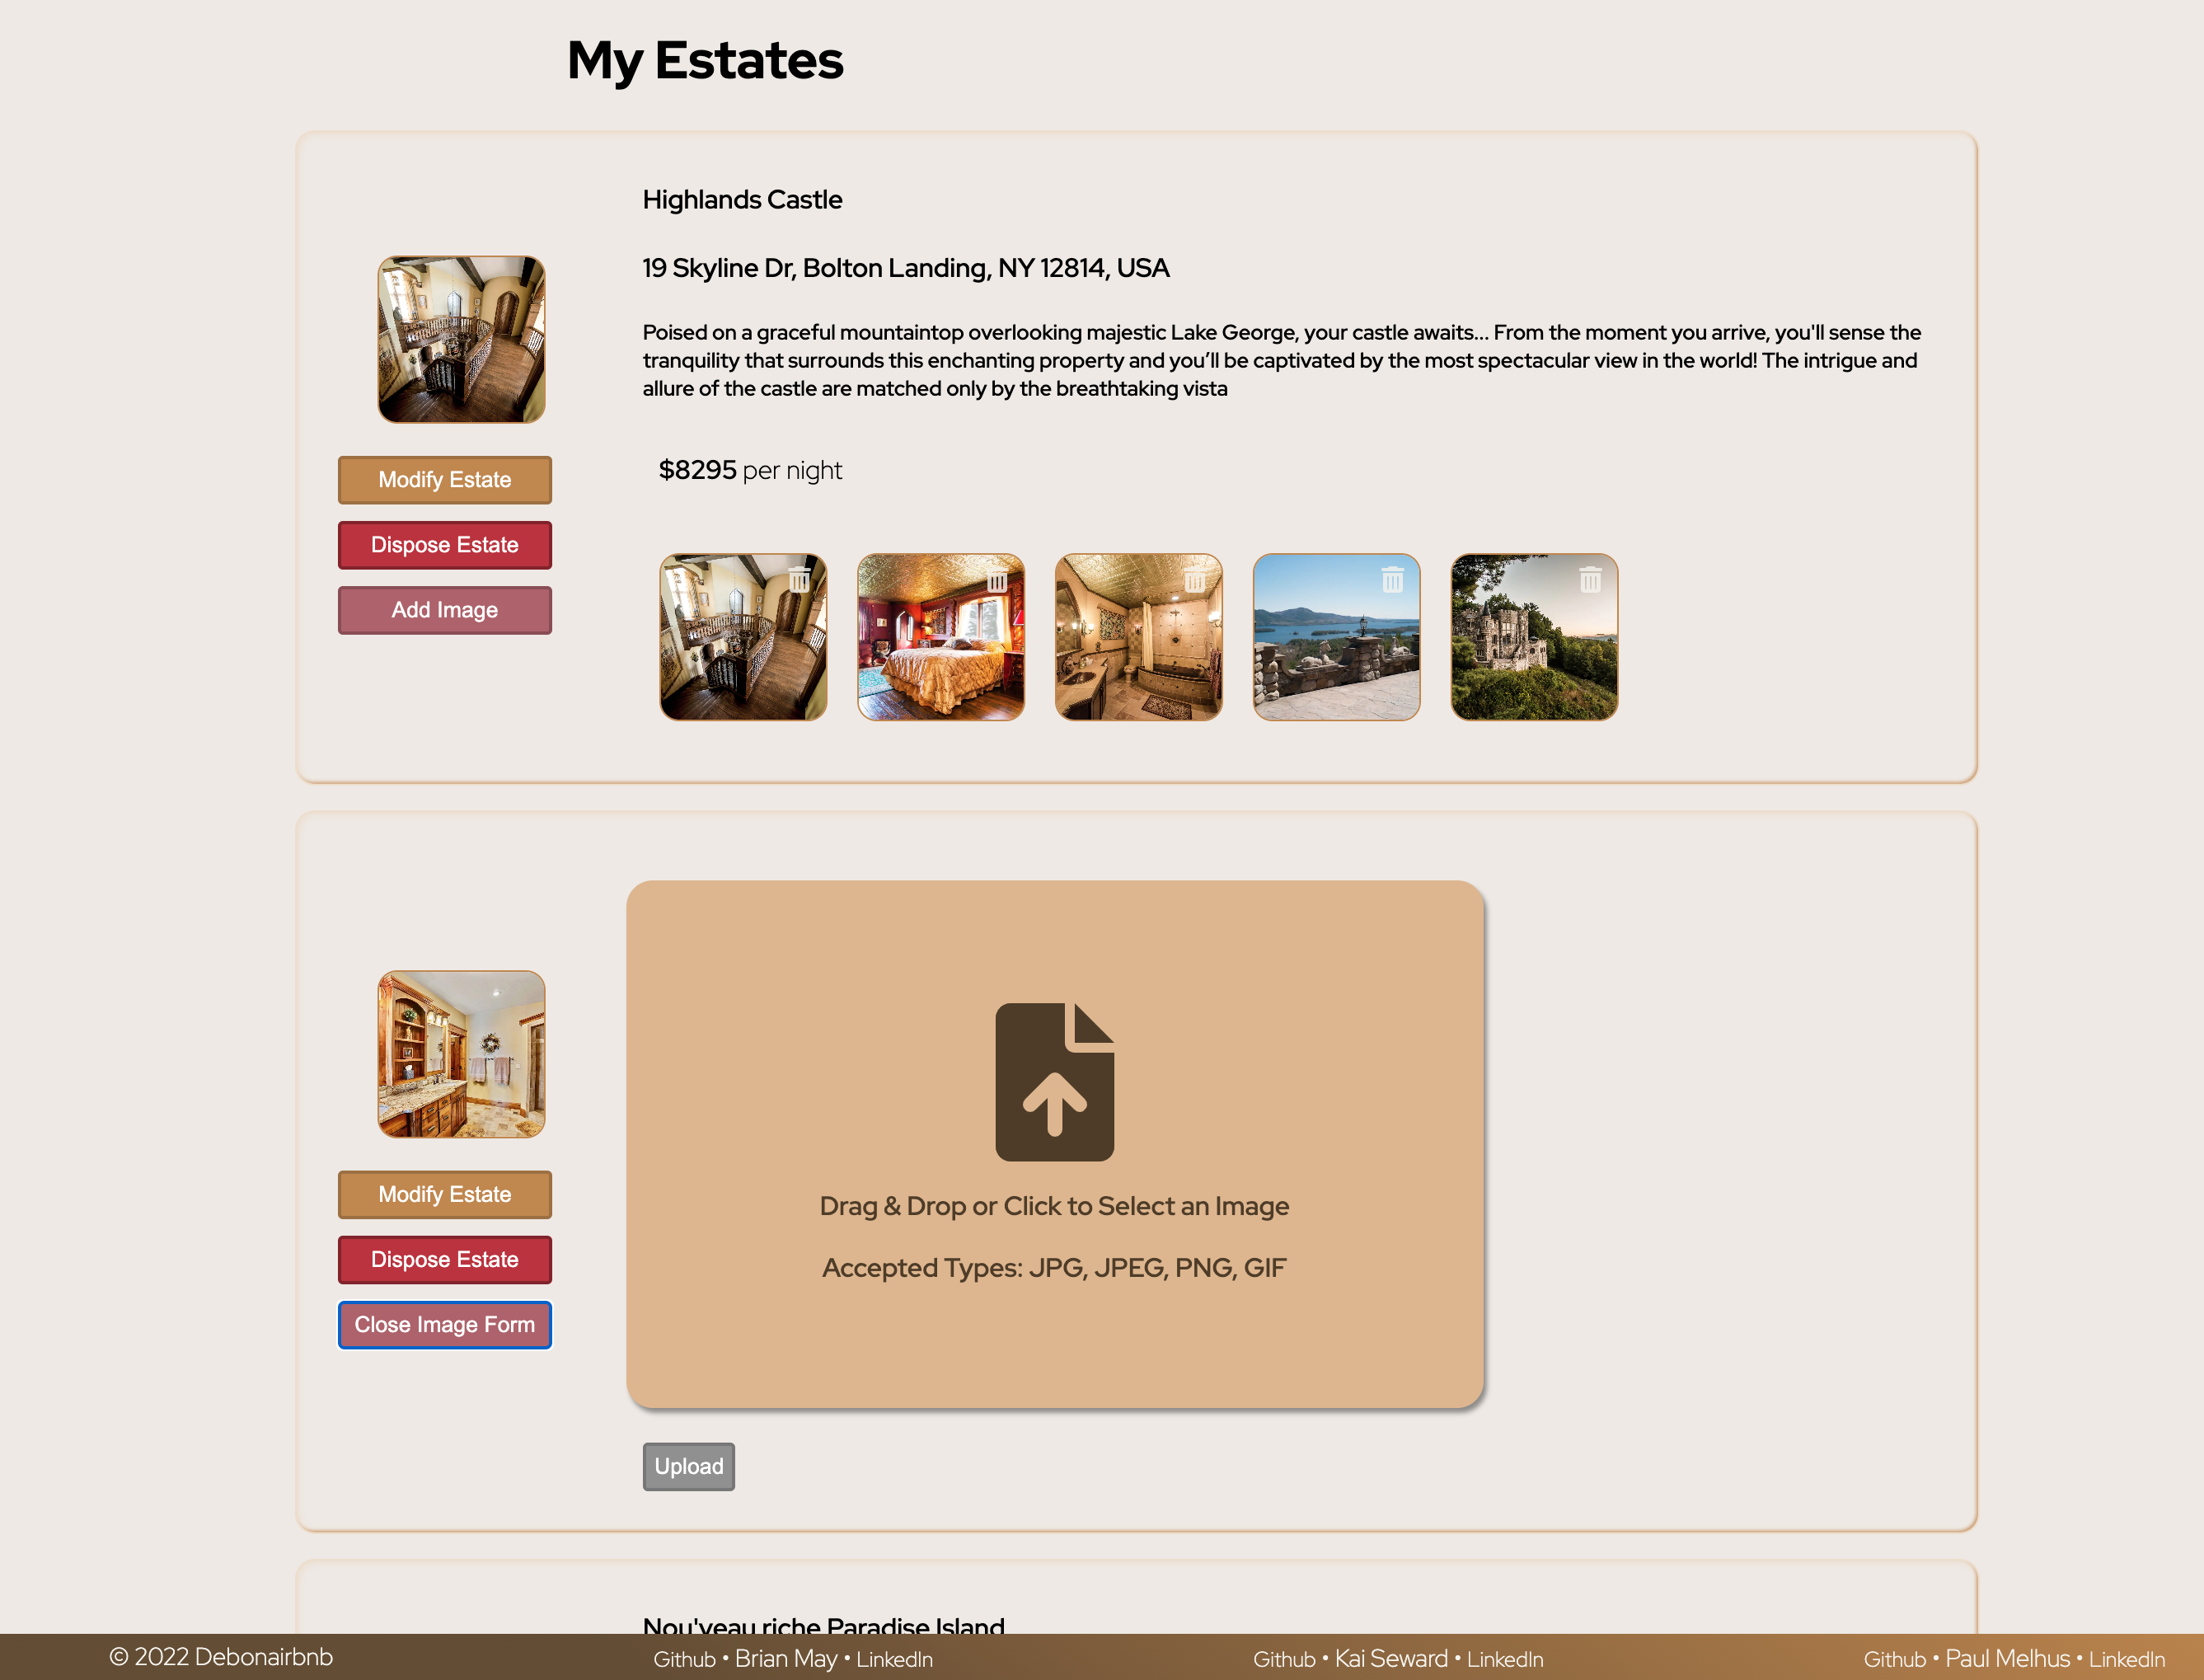 My Estates
Highlands Castle
19 Skyline Dr, Bolton Landing, NY 12814, USA
Poised on a graceful mountaintop overlooking majestic Lake George, your castle awaits... From the moment you arrive, you'll sense the
tranquility that surrounds this enchanting property and you’ll be captivated by the most spectacular view in the world! The intrigue and
allure of the castle are matched only by the breathtaking vista
$8295 per night
Modify Estate
Dispose Estate
Add Image
Drag & Drop or Click to Select an Image
Accepted Types: JPG, JPEG, PNG, GIF
Modify Estate
Dispose Estate
Close Image Form
Upload
Nou'veau riche Paradise Island
© 2022 Debonairbnb
Github • Brian May • LinkedIn
Github • Kai Seward • LinkedIn
Github • Paul Melhus • LinkedIn